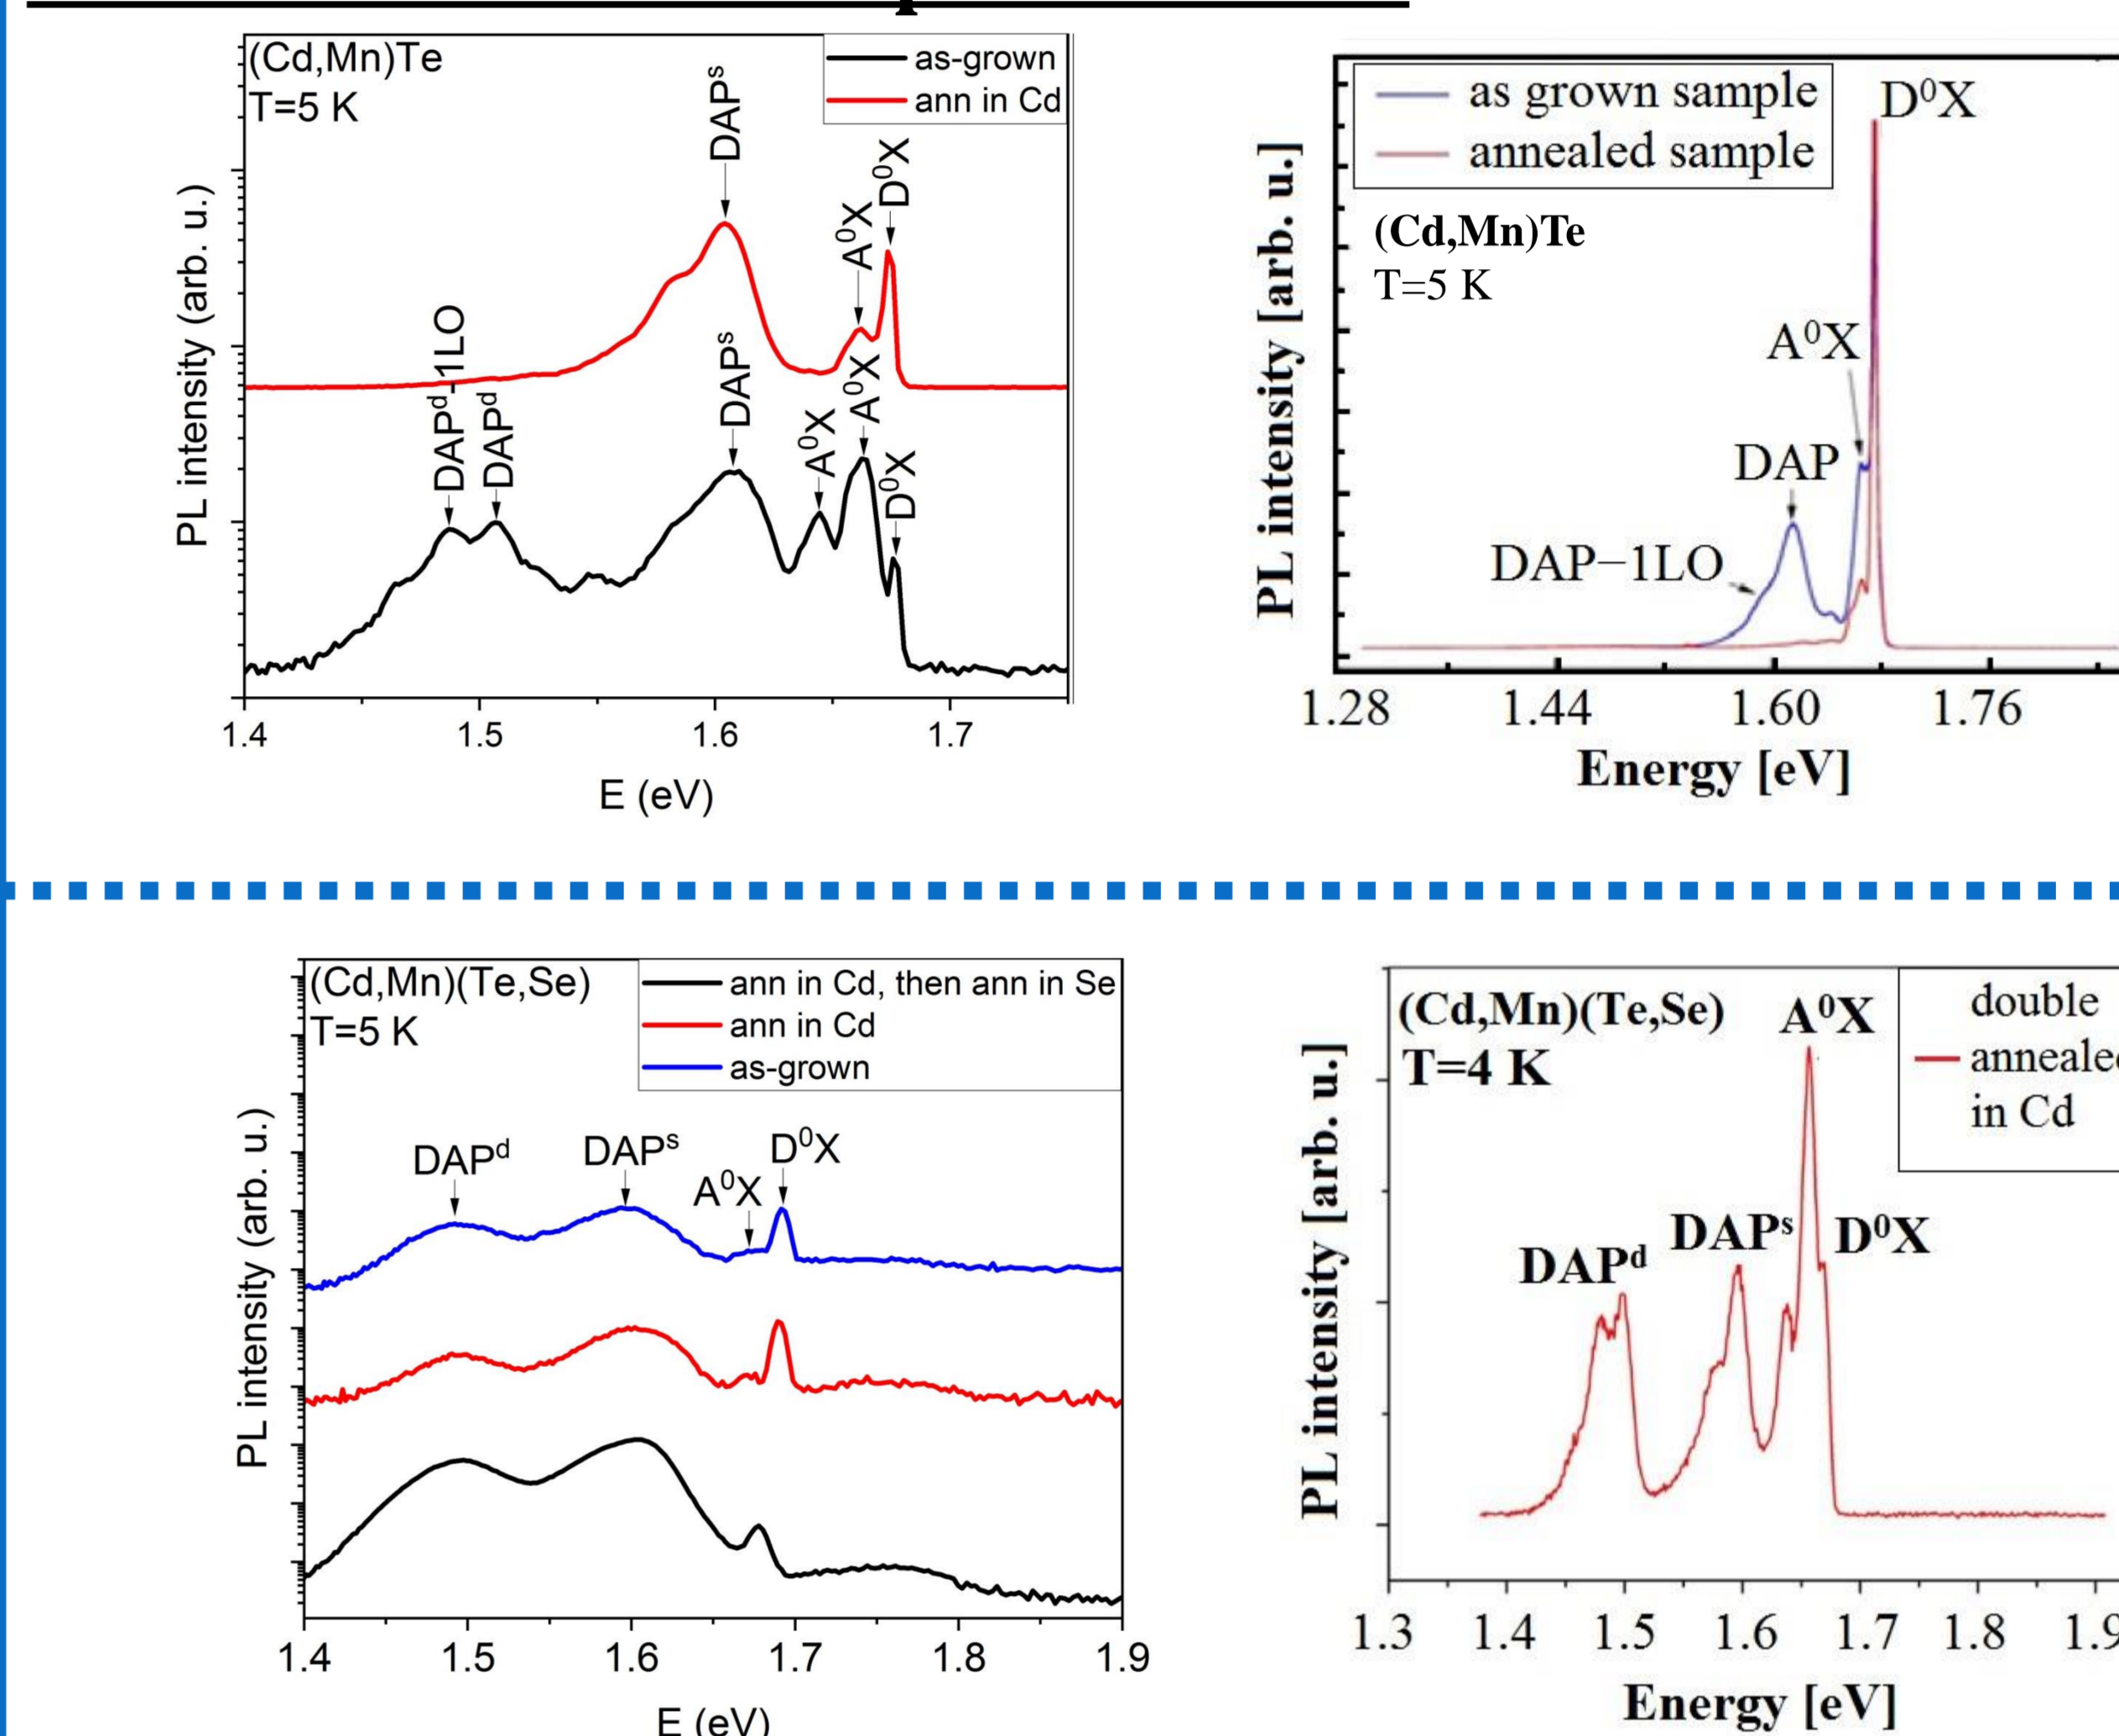 (Cd,Mn)Te
T=5 K
as-grown
ann in Cd
DAPˢ
A⁰X
D⁰X
DAPᵈ-1LO
DAPᵈ
DAPˢ
A⁰X
A⁰X
D⁰X
PL intensity (arb. u.)
1.4 1.5 1.6 1.7
E (eV)
as grown sample
annealed sample
(Cd,Mn)Te
T=5 K
D⁰X
A⁰X
DAP
DAP−1LO
PL intensity [arb. u.]
1.28 1.44 1.60 1.76
Energy [eV]
(Cd,Mn)(Te,Se)
T=5 K
ann in Cd, then ann in Se
ann in Cd
as-grown
DAPᵈ
DAPˢ
A⁰X
D⁰X
PL intensity (arb. u.)
1.4 1.5 1.6 1.7 1.8 1.9
E (eV)
(Cd,Mn)(Te,Se)
T=4 K
double
annealed
in Cd
A⁰X
DAPᵈ
DAPˢ
D⁰X
PL intensity [arb. u.]
1.3 1.4 1.5 1.6 1.7 1.8 1.9
Energy [eV]